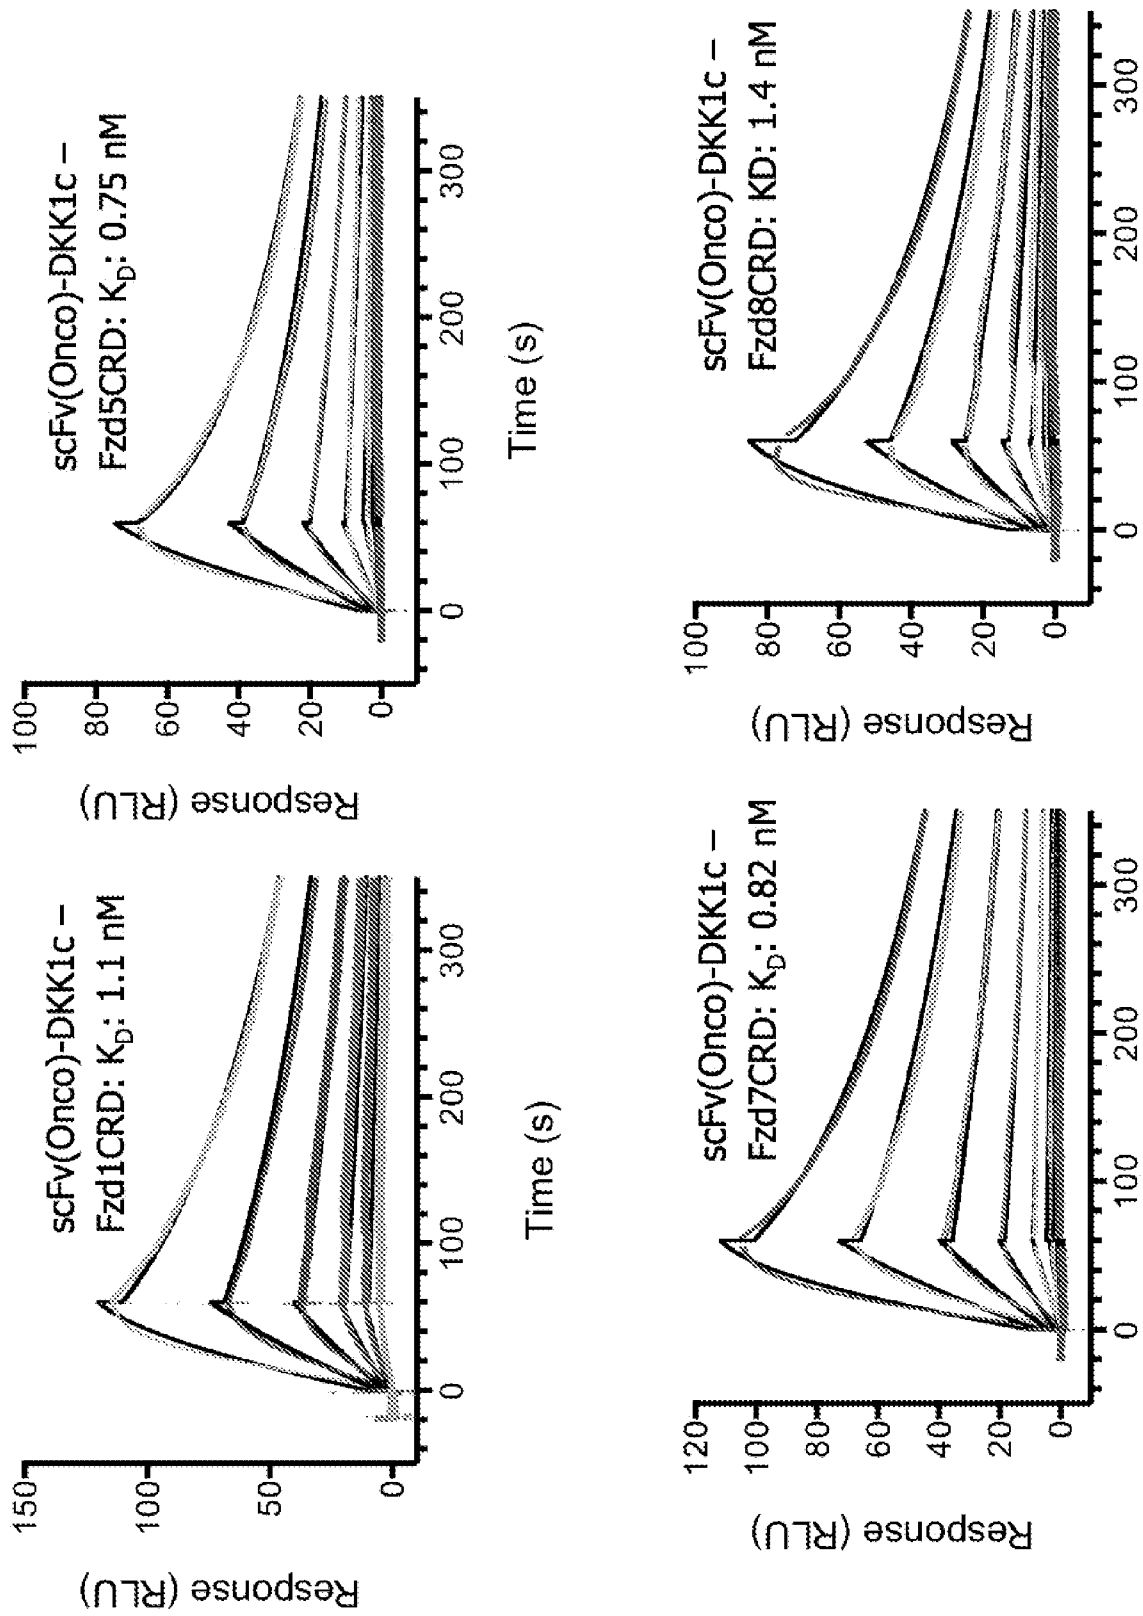 scFv(Onco)-DKK1c –
Fzd1CRD: KD: 1.1 nM
150
100
50
0
Response (RLU)
0
100
200
300
Time (s)
scFv(Onco)-DKK1c –
Fzd5CRD: KD: 0.75 nM
100
80
60
40
20
0
Response (RLU)
0
100
200
300
Time (s)
scFv(Onco)-DKK1c –
Fzd7CRD: KD: 0.82 nM
120
100
80
60
40
20
0
Response (RLU)
0
100
200
300
scFv(Onco)-DKK1c –
Fzd8CRD: KD: 1.4 nM
100
80
60
40
20
0
Response (RLU)
0
100
200
300